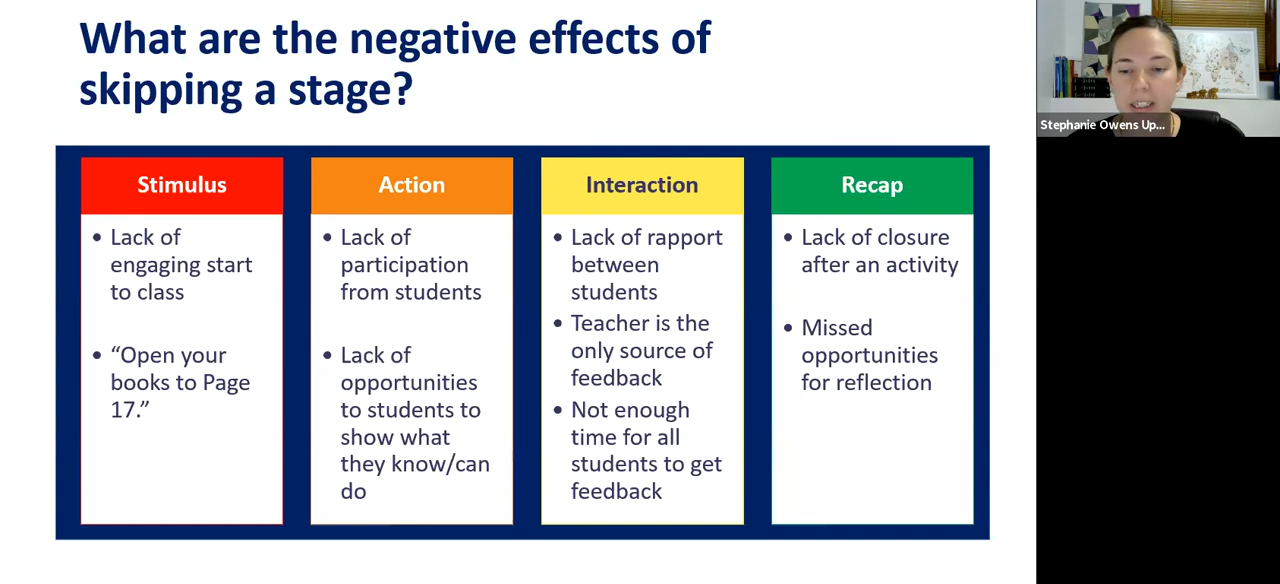 What are the negative effects of
skipping a stage?
Stimulus
• Lack of
engaging start
to class
• “Open your
books to Page
17.”
Action
• Lack of
participation
from students
• Lack of
opportunities
to students to
show what
they know/can
do
Interaction
• Lack of rapport
between
students
• Teacher is the
only source of
feedback
• Not enough
time for all
students to get
feedback
Recap
• Lack of closure
after an activity
• Missed
opportunities
for reflection
Stephanie Owens Up...